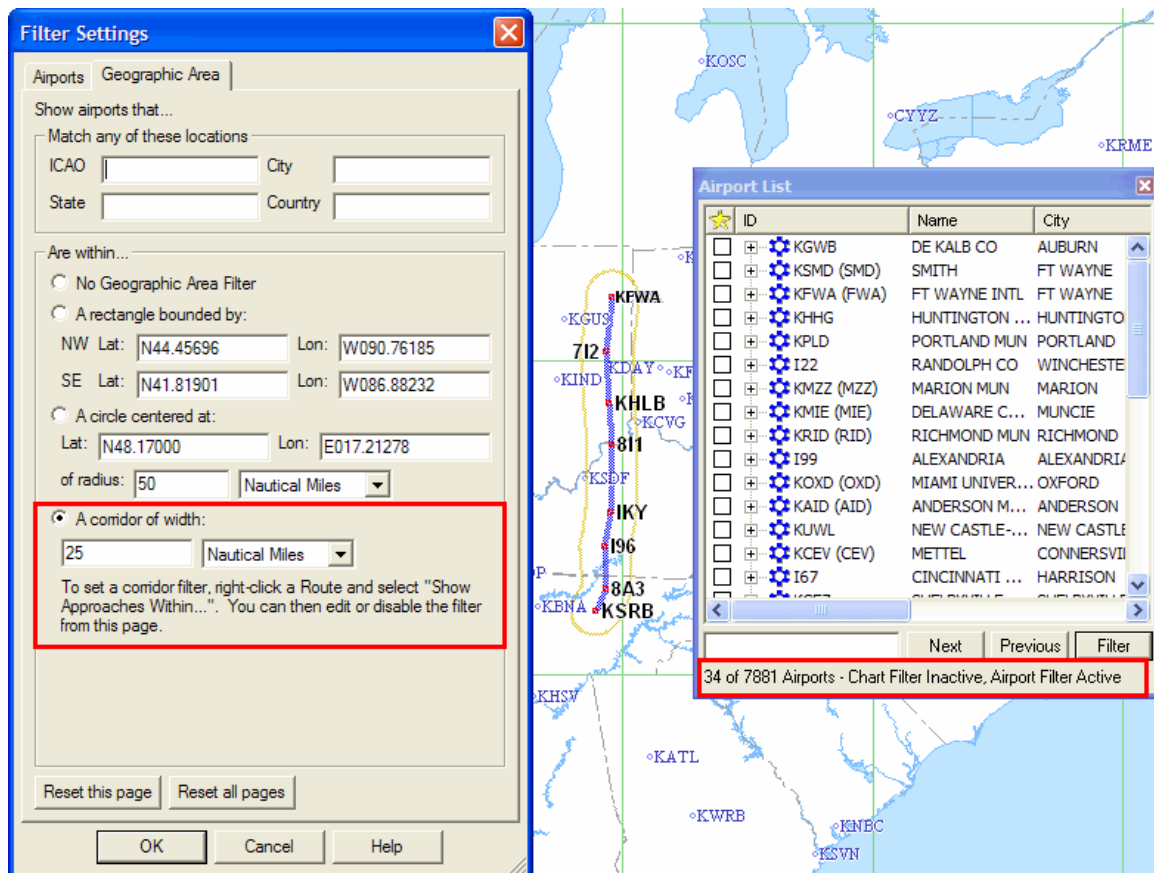 Filter Settings
Airports
Geographic Area
Show airports that...
Match any of these locations
ICAO
City
State
Country
Are within...
No Geographic Area Filter
A rectangle bounded by:
NW Lat: N44.45696 Lon: W090.76185
SE Lat: N41.81901 Lon: W086.88232
A circle centered at:
Lat: N48.17000 Lon: E017.21278
of radius: 50 Nautical Miles
A corridor of width:
25 Nautical Miles
To set a corridor filter, right-click a Route and select "Show
Approaches Within...". You can then edit or disable the filter
from this page.
Reset this page
Reset all pages
OK
Cancel
Help
KOSC
CYYZ
KRME
KFWA
KGUS
7I2
KDAY
KIND
KHLB
KCVG
8I1
KSDF
IKY
I96
8A3
KBNA
KSRB
KHSV
KATL
KWRB
KNBC
KSVN
Airport List
ID Name City
KGWB DE KALB CO AUBURN
KSMD (SMD) SMITH FT WAYNE
KFWA (FWA) FT WAYNE INTL FT WAYNE
KHHG HUNTINGTON ... HUNTINGTO
KPLD PORTLAND MUN PORTLAND
I22 RANDOLPH CO WINCHESTE
KMZZ (MZZ) MARION MUN MARION
KMIE (MIE) DELAWARE C... MUNCIE
KRID (RID) RICHMOND MUN RICHMOND
I99 ALEXANDRIA ALEXANDRIA
KOXD (OXD) MIAMI UNIVER... OXFORD
KAID (AID) ANDERSON M... ANDERSON
KUWL NEW CASTLE-... NEW CASTLE
KCEV (CEV) METTEL CONNERSVI
I67 CINCINNATI ... HARRISON
Next
Previous
Filter
34 of 7881 Airports - Chart Filter Inactive, Airport Filter Active